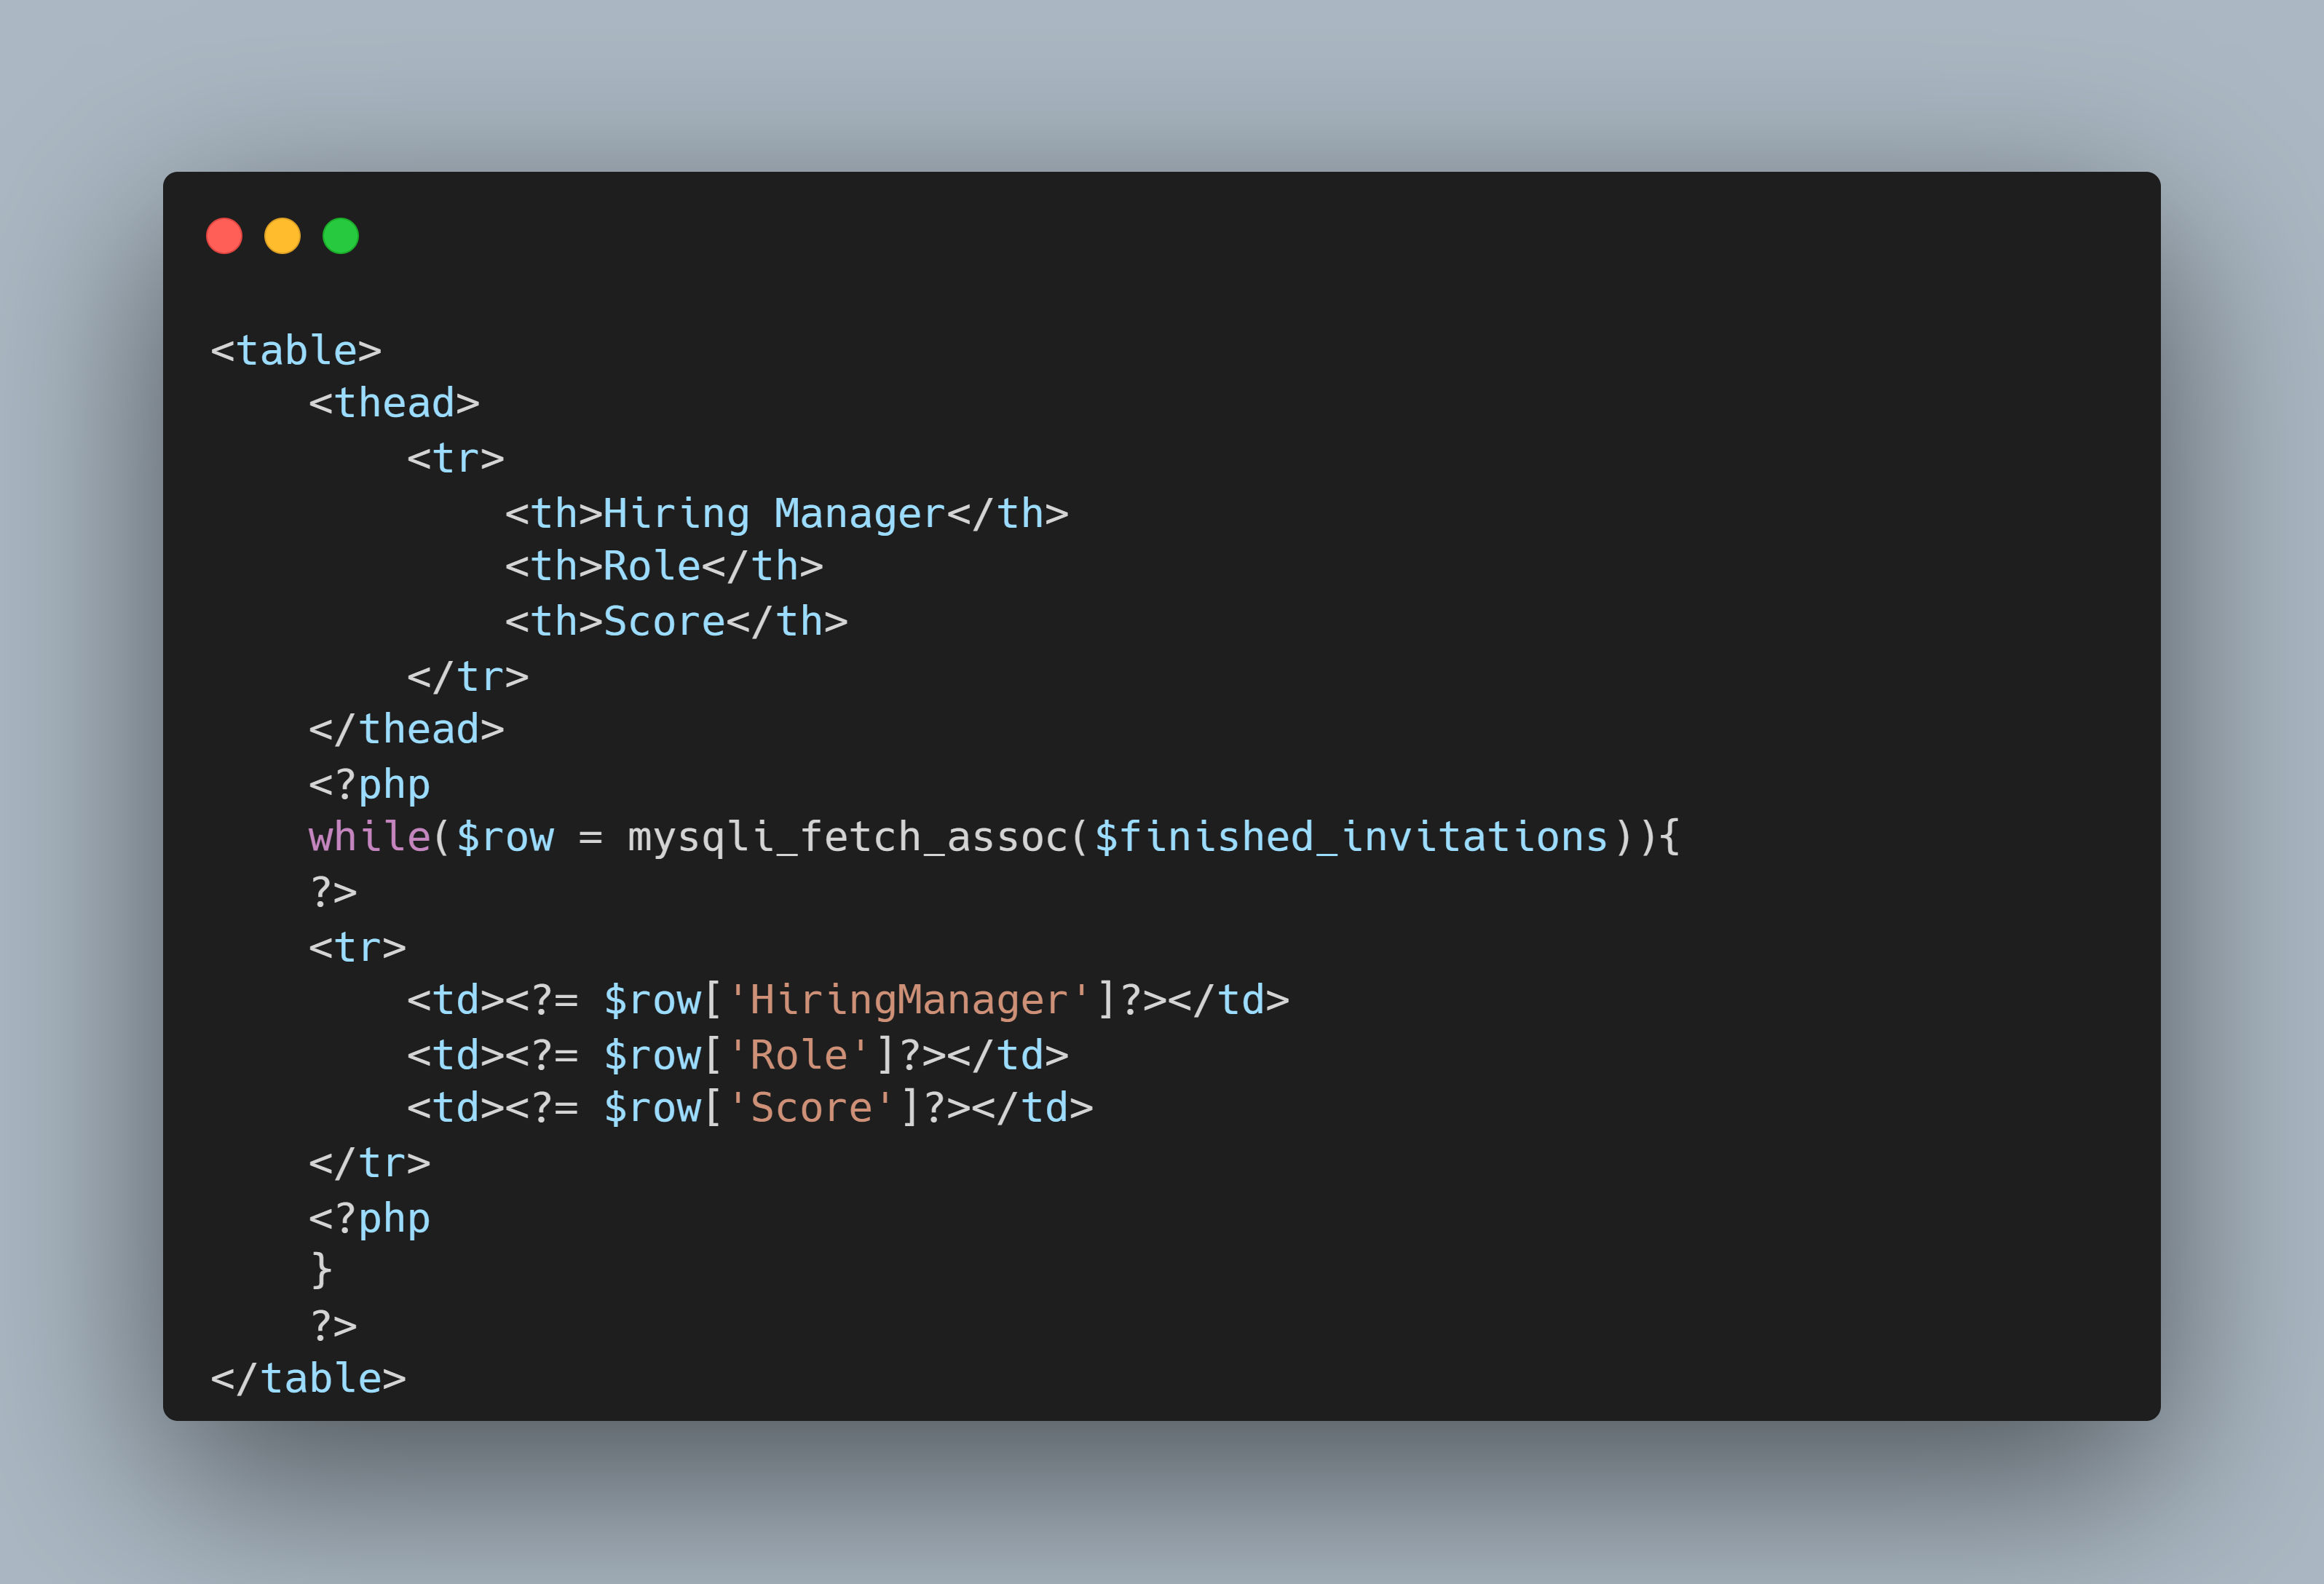 <table>
    <thead>
        <tr>
            <th>Hiring Manager</th>
            <th>Role</th>
            <th>Score</th>
        </tr>
    </thead>
    <?php
    while($row = mysqli_fetch_assoc($finished_invitations)){
    ?>
    <tr>
        <td><?= $row['HiringManager']?></td>
        <td><?= $row['Role']?></td>
        <td><?= $row['Score']?></td>
    </tr>
    <?php
    }
    ?>
</table>